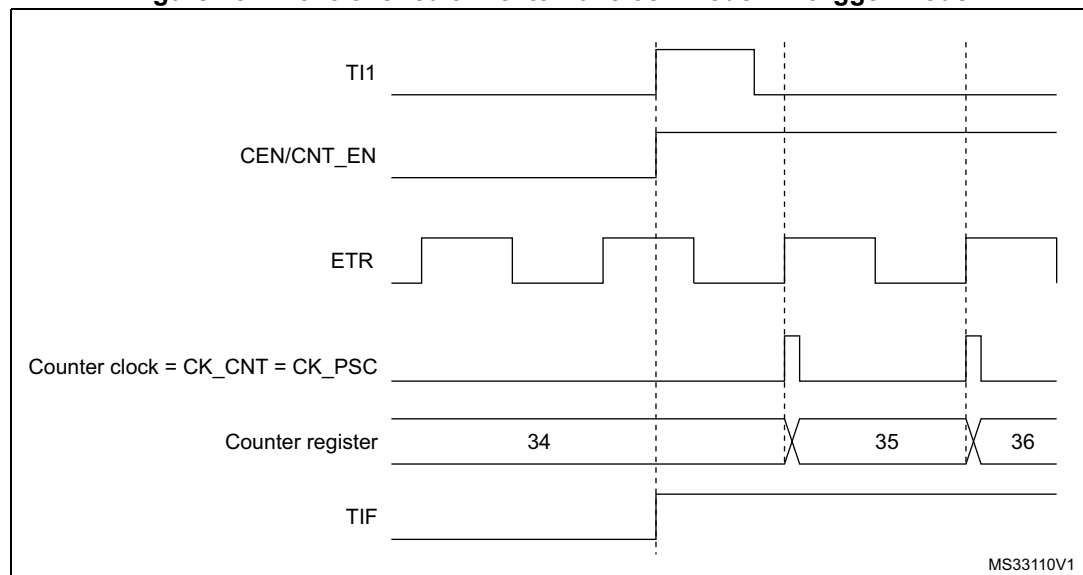 TI1
CEN/CNT_EN
ETR
Counter clock = CK_CNT = CK_PSC
Counter register
34
35
36
TIF
MS33110V1